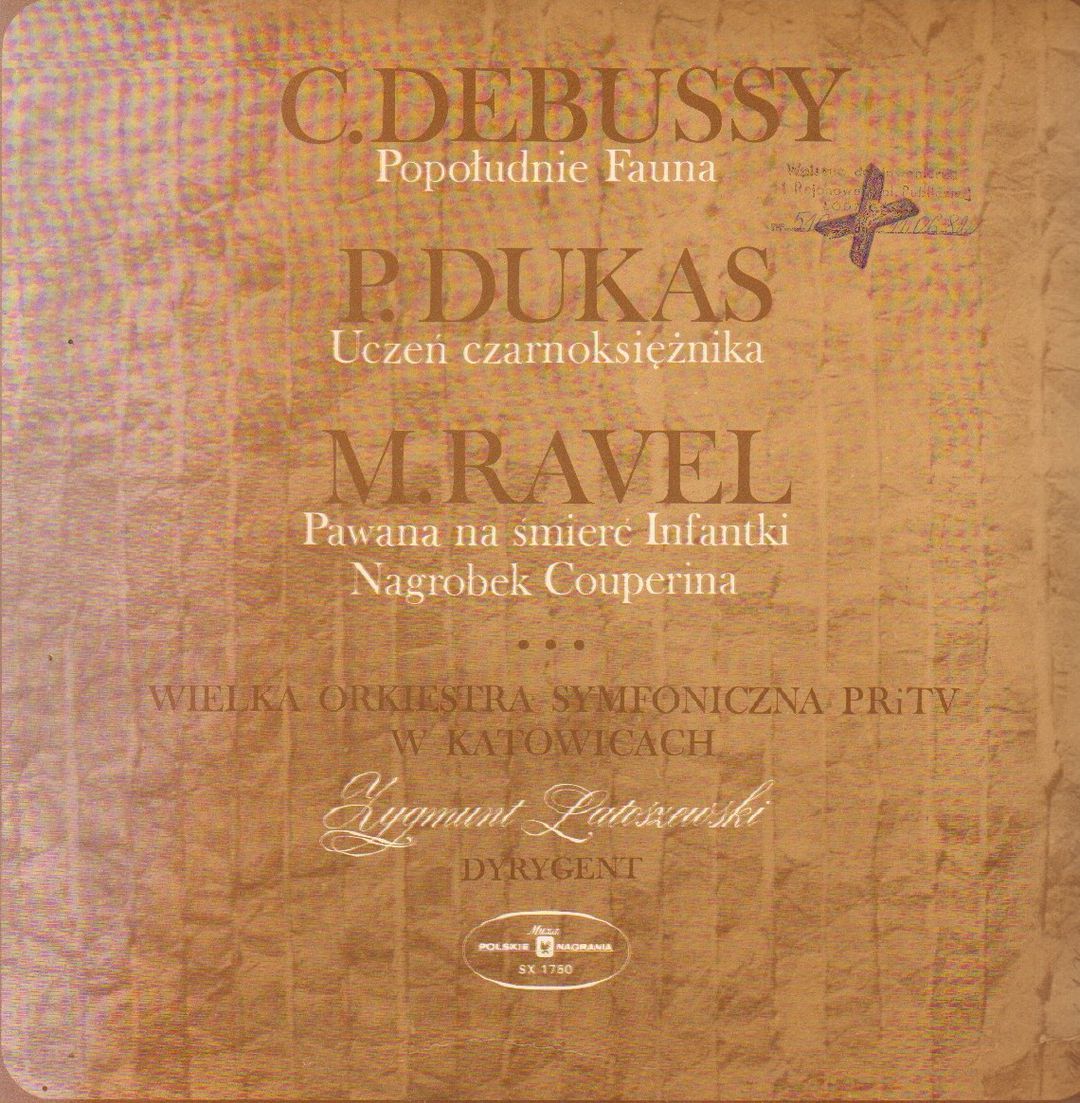 C. DEBUSSY
Popołudnie Fauna
P. DUKAS
Uczeń czarnoksiężnika
M. RAVEL
Pawana na śmierć Infantki
Nagrobek Couperina
• • •
WIELKA ORKIESTRA SYMFONICZNA PRiTV
W KATOWICACH
Zygmunt Latoszewski
DYRYGENT
Muza
POLSKIE NAGRANIA
SX 1750